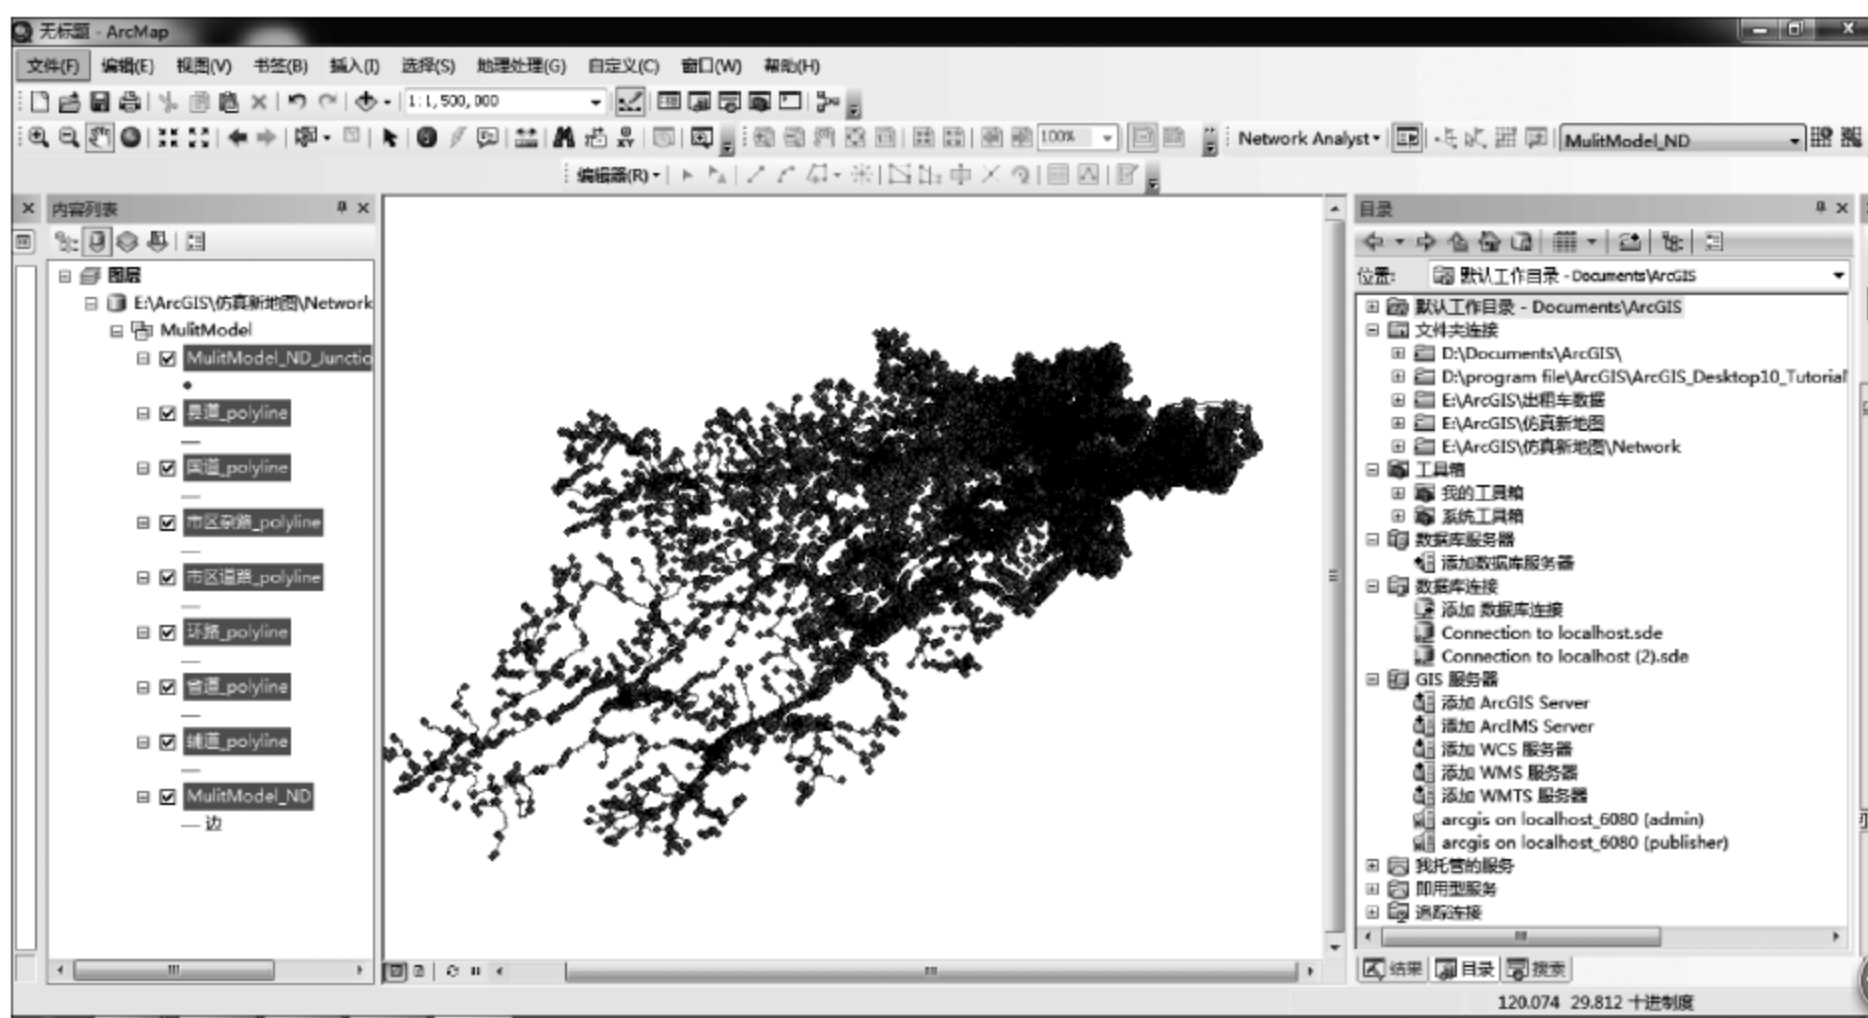 无标题 - ArcMap
文件(F) 编辑(E) 视图(V) 书签(B) 插入(I) 选择(S) 地理处理(G) 自定义(C) 窗口(W) 帮助(H)
1:1,500,000
100% Network Analyst MulitModel_ND
编辑器(R)
内容列表
图层
E:\ArcGIS\仿真新地图\Network
MulitModel
MulitModel_ND_Junctio
县道_polyline
国道_polyline
市区杂路_polyline
市区道路_polyline
环路_polyline
省道_polyline
辅道_polyline
MulitModel_ND
边
目录
位置: 默认工作目录 - Documents\ArcGIS
默认工作目录 - Documents\ArcGIS
文件夹连接
D:\Documents\ArcGIS\
D:\program file\ArcGIS\ArcGIS_Desktop10_Tutorial
E:\ArcGIS\出租车数据
E:\ArcGIS\仿真新地图
E:\ArcGIS\仿真新地图\Network
工具箱
我的工具箱
系统工具箱
数据库服务器
添加数据库服务器
数据库连接
添加 数据库连接
Connection to localhost.sde
Connection to localhost (2).sde
GIS 服务器
添加 ArcGIS Server
添加 ArcIMS Server
添加 WCS 服务器
添加 WMS 服务器
添加 WMTS 服务器
arcgis on localhost_6080 (admin)
arcgis on localhost_6080 (publisher)
我托管的服务
即用型服务
追踪连接
结果 目录 搜索
120.074 29.812 十进制度